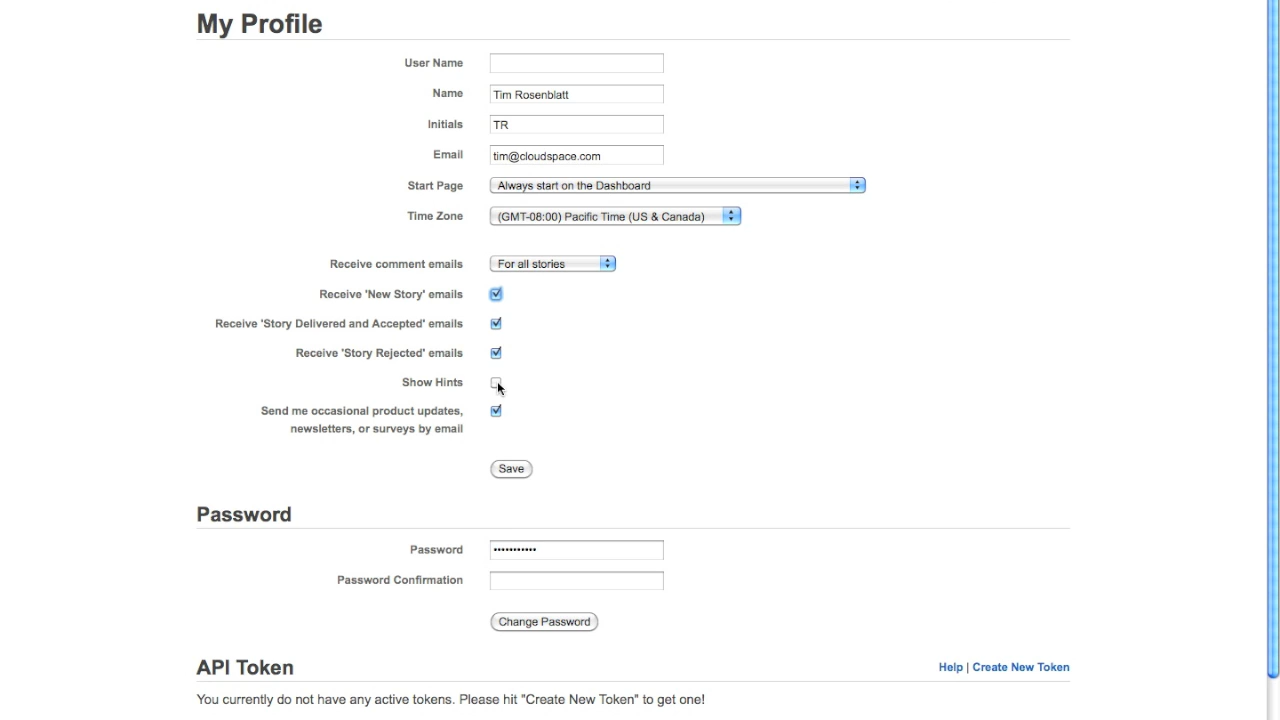 My Profile
User Name
Name Tim Rosenblatt
Initials TR
Email tim@cloudspace.com
Start Page Always start on the Dashboard
Time Zone (GMT-08:00) Pacific Time (US & Canada)
Receive comment emails For all stories
Receive 'New Story' emails
Receive 'Story Delivered and Accepted' emails
Receive 'Story Rejected' emails
Show Hints
Send me occasional product updates,
newsletters, or surveys by email
Save
Password
Password •••••••••••
Password Confirmation
Change Password
API Token Help | Create New Token
You currently do not have any active tokens. Please hit "Create New Token" to get one!